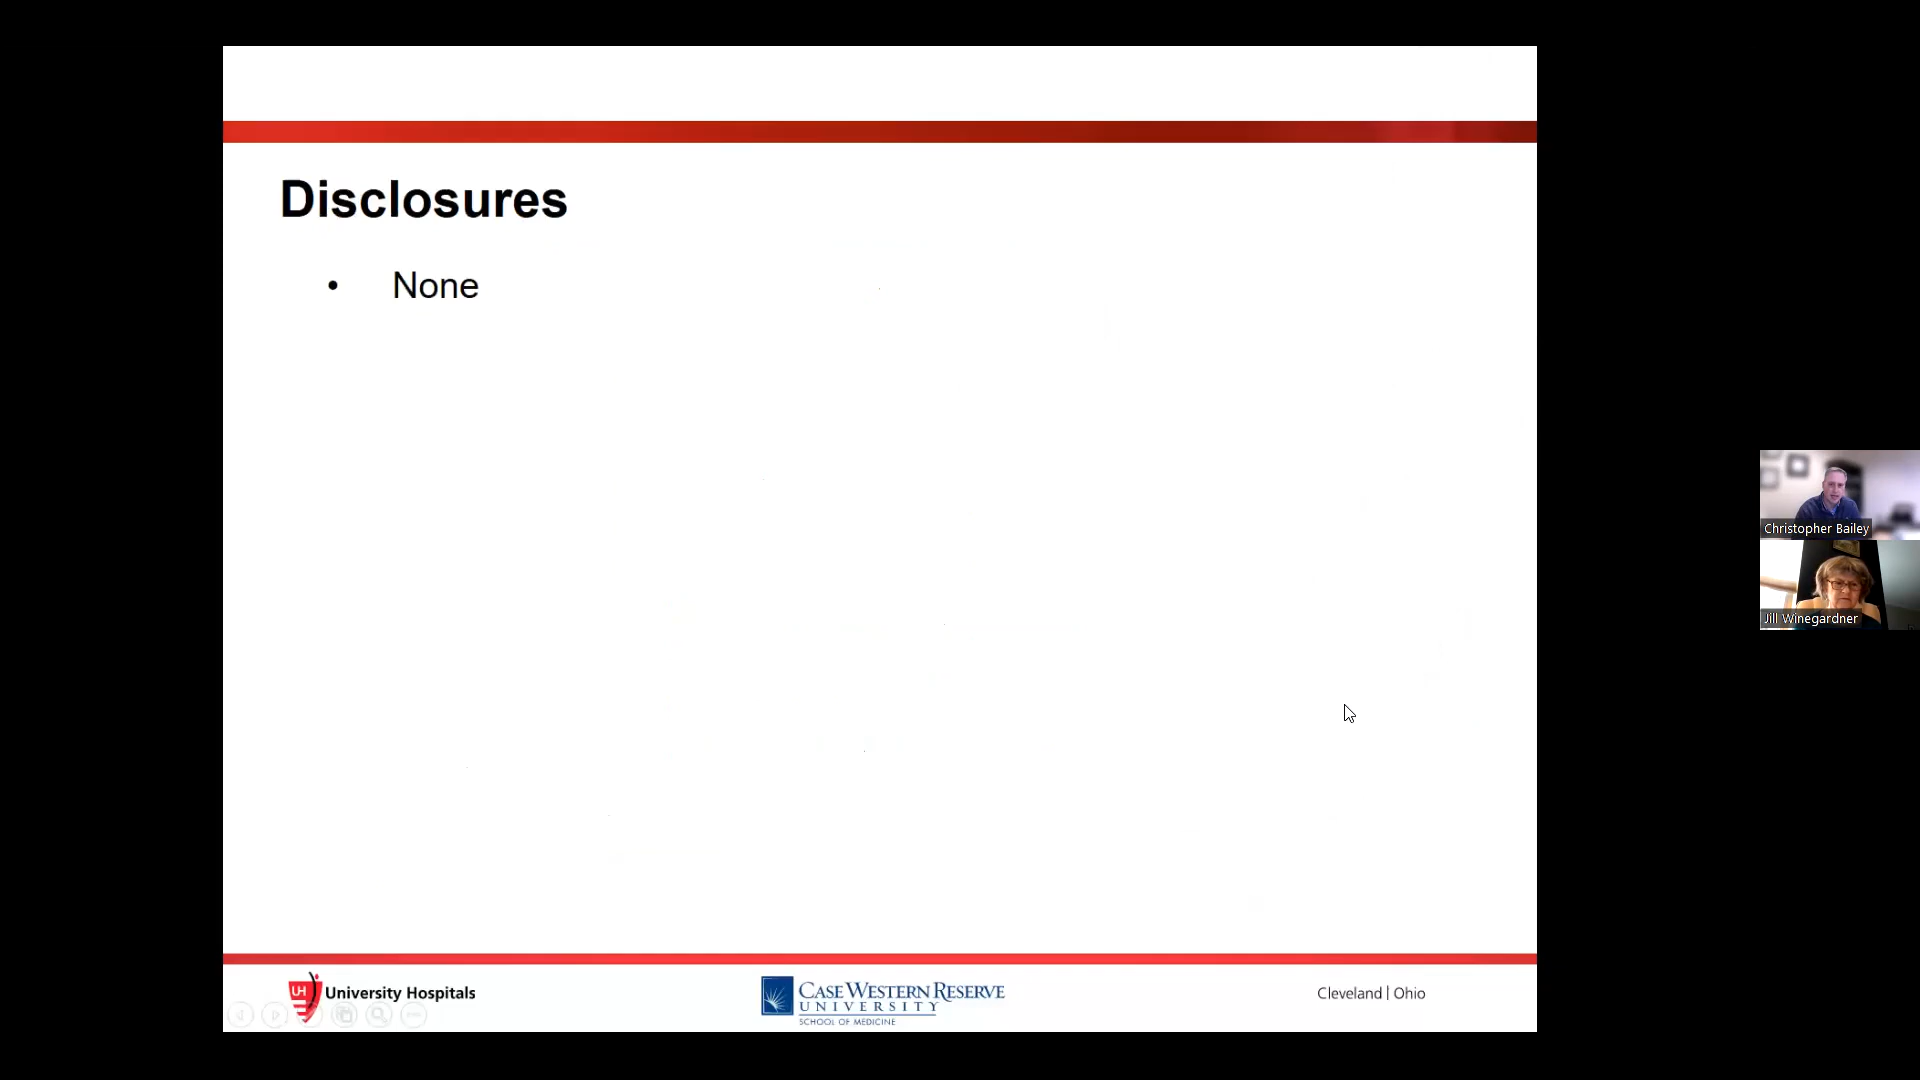 Disclosures
• None
Christopher Bailey
Jill Winegardner
UH University Hospitals
CASE WESTERN RESERVE
UNIVERSITY
SCHOOL OF MEDICINE
Cleveland | Ohio